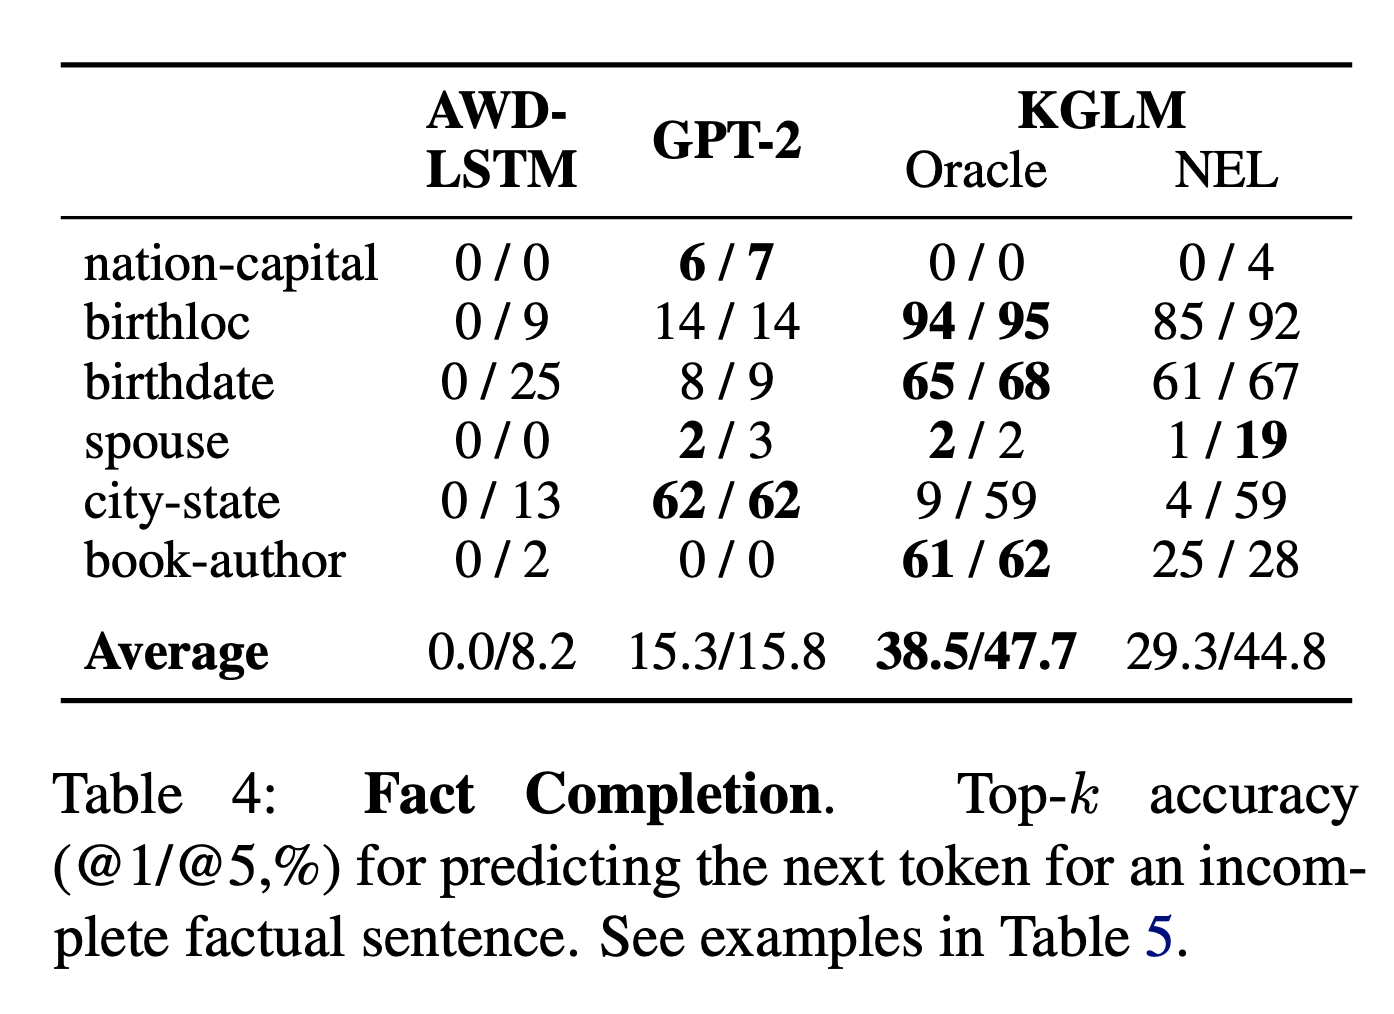 AWD- KGLM
GPT-2
LSTM Oracle NEL
nation-capital 0 / 0 6 / 7 0 / 0 0 / 4
birthloc 0 / 9 14 / 14 94 / 95 85 / 92
birthdate 0 / 25 8 / 9 65 / 68 61 / 67
spouse 0 / 0 2 / 3 2 / 2 1 / 19
city-state 0 / 13 62 / 62 9 / 59 4 / 59
book-author 0 / 2 0 / 0 61 / 62 25 / 28
Average 0.0/8.2 15.3/15.8 38.5/47.7 29.3/44.8
Table 4: Fact Completion. Top-k accuracy
(@1/@5,%) for predicting the next token for an incom-
plete factual sentence. See examples in Table 5.